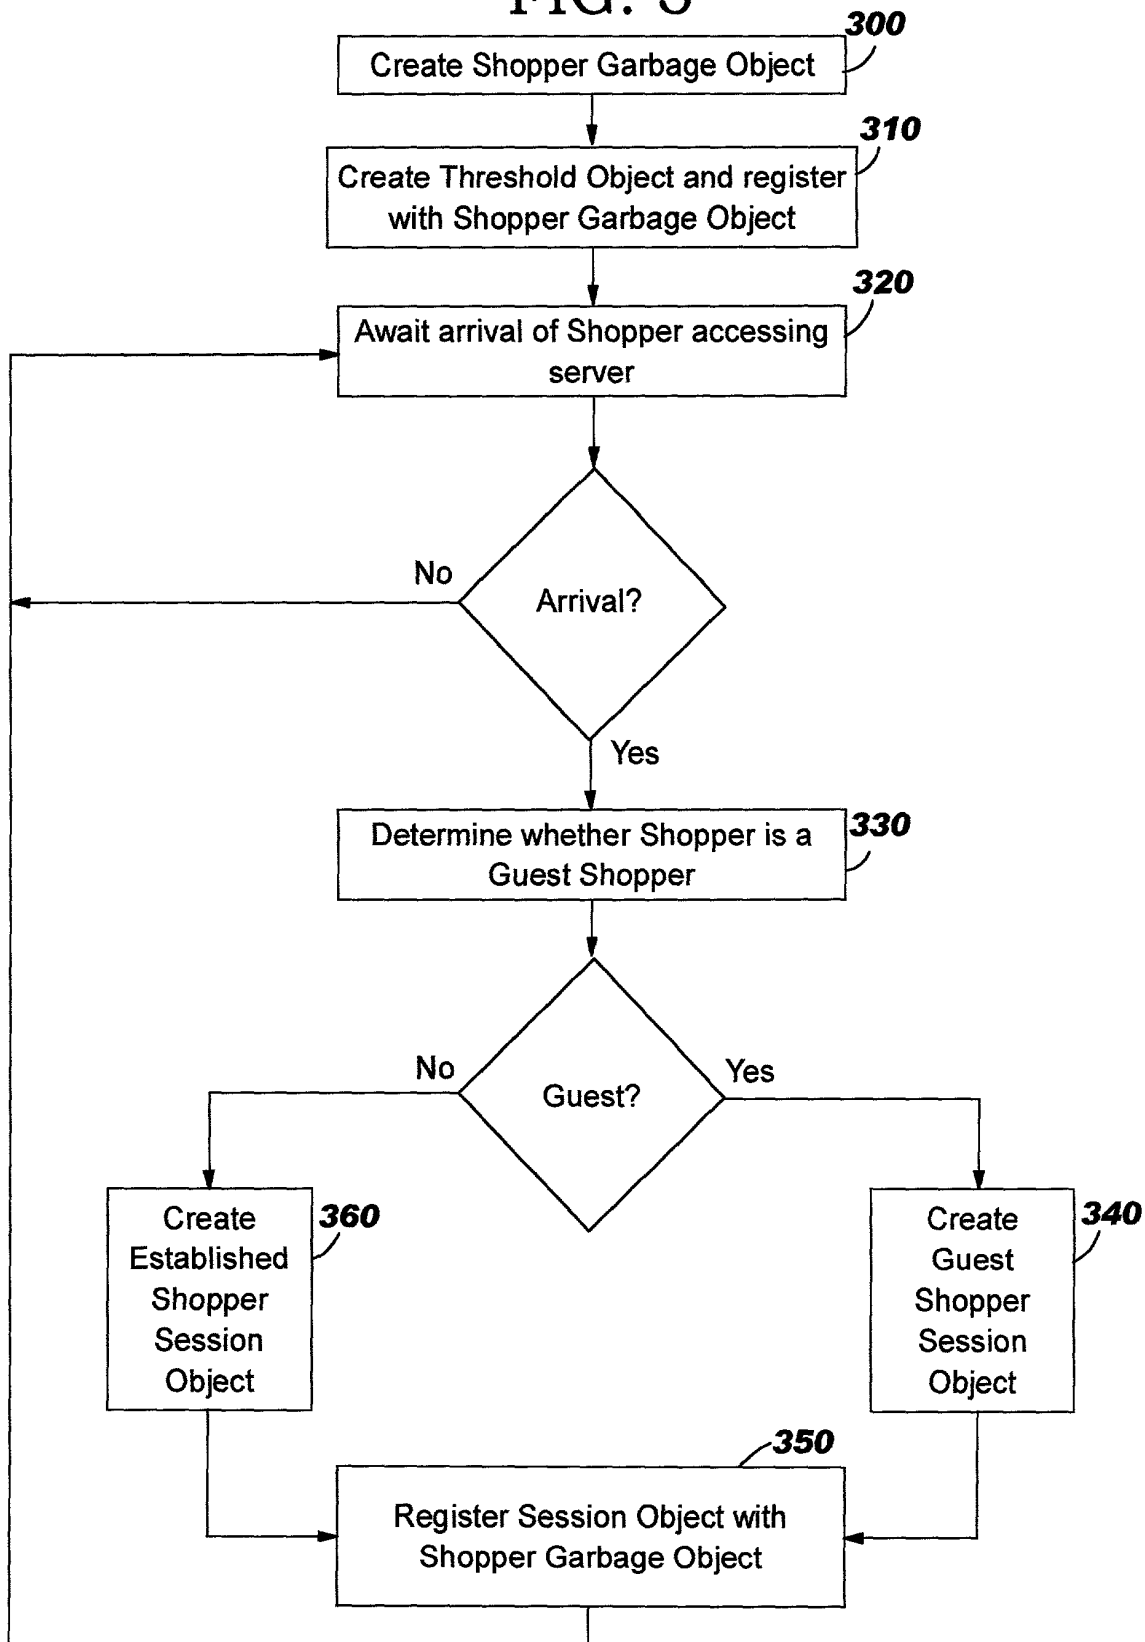 FIG. 3
300
Create Shopper Garbage Object
310
Create Threshold Object and register
with Shopper Garbage Object
320
Await arrival of Shopper accessing
server
No
Arrival?
Yes
330
Determine whether Shopper is a
Guest Shopper
No
Guest?
Yes
Create
Established
Shopper
Session
Object
360
Create
Guest
Shopper
Session
Object
340
350
Register Session Object with
Shopper Garbage Object